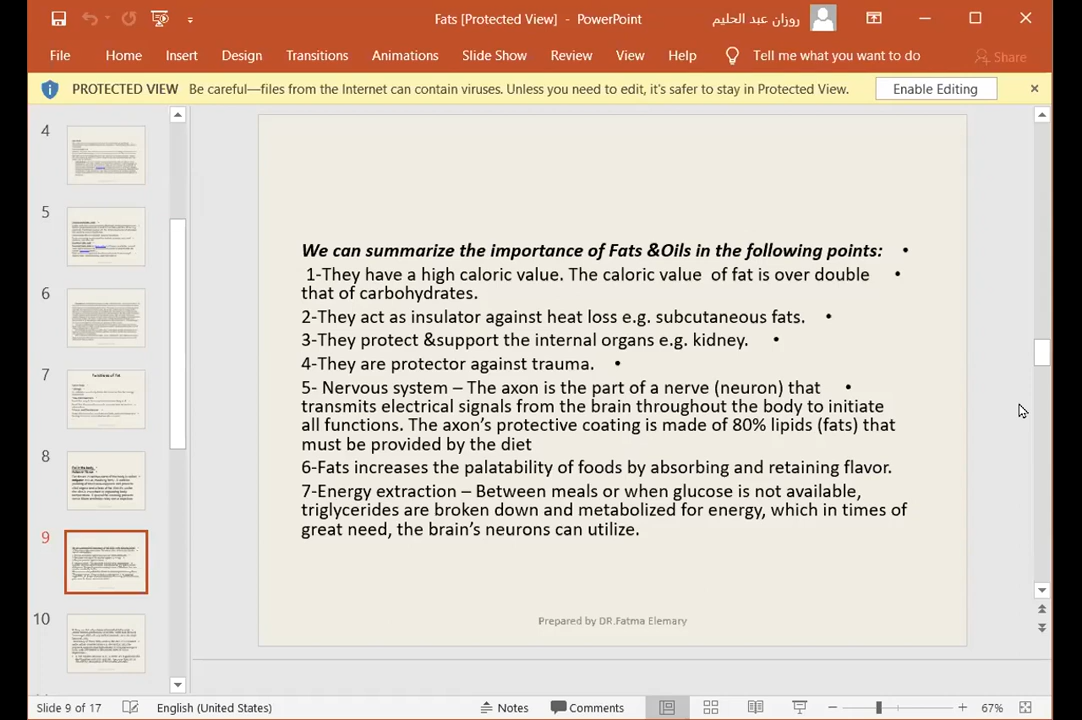 Fats [Protected View] - PowerPoint
روزان عبد الحليم
File Home Insert Design Transitions Animations Slide Show Review View Help Tell me what you want to do Share
PROTECTED VIEW Be careful—files from the Internet can contain viruses. Unless you need to edit, it's safer to stay in Protected View. Enable Editing
4
5
6
7
8
9
10
We can summarize the importance of Fats &Oils in the following points: •
1-They have a high caloric value. The caloric value of fat is over double •
that of carbohydrates.
2-They act as insulator against heat loss e.g. subcutaneous fats. •
3-They protect &support the internal organs e.g. kidney. •
4-They are protector against trauma. •
5- Nervous system – The axon is the part of a nerve (neuron) that •
transmits electrical signals from the brain throughout the body to initiate
all functions. The axon's protective coating is made of 80% lipids (fats) that
must be provided by the diet
6-Fats increases the palatability of foods by absorbing and retaining flavor.
7-Energy extraction – Between meals or when glucose is not available,
triglycerides are broken down and metabolized for energy, which in times of
great need, the brain's neurons can utilize.
Prepared by DR.Fatma Elemary
Slide 9 of 17 English (United States) Notes Comments 67%